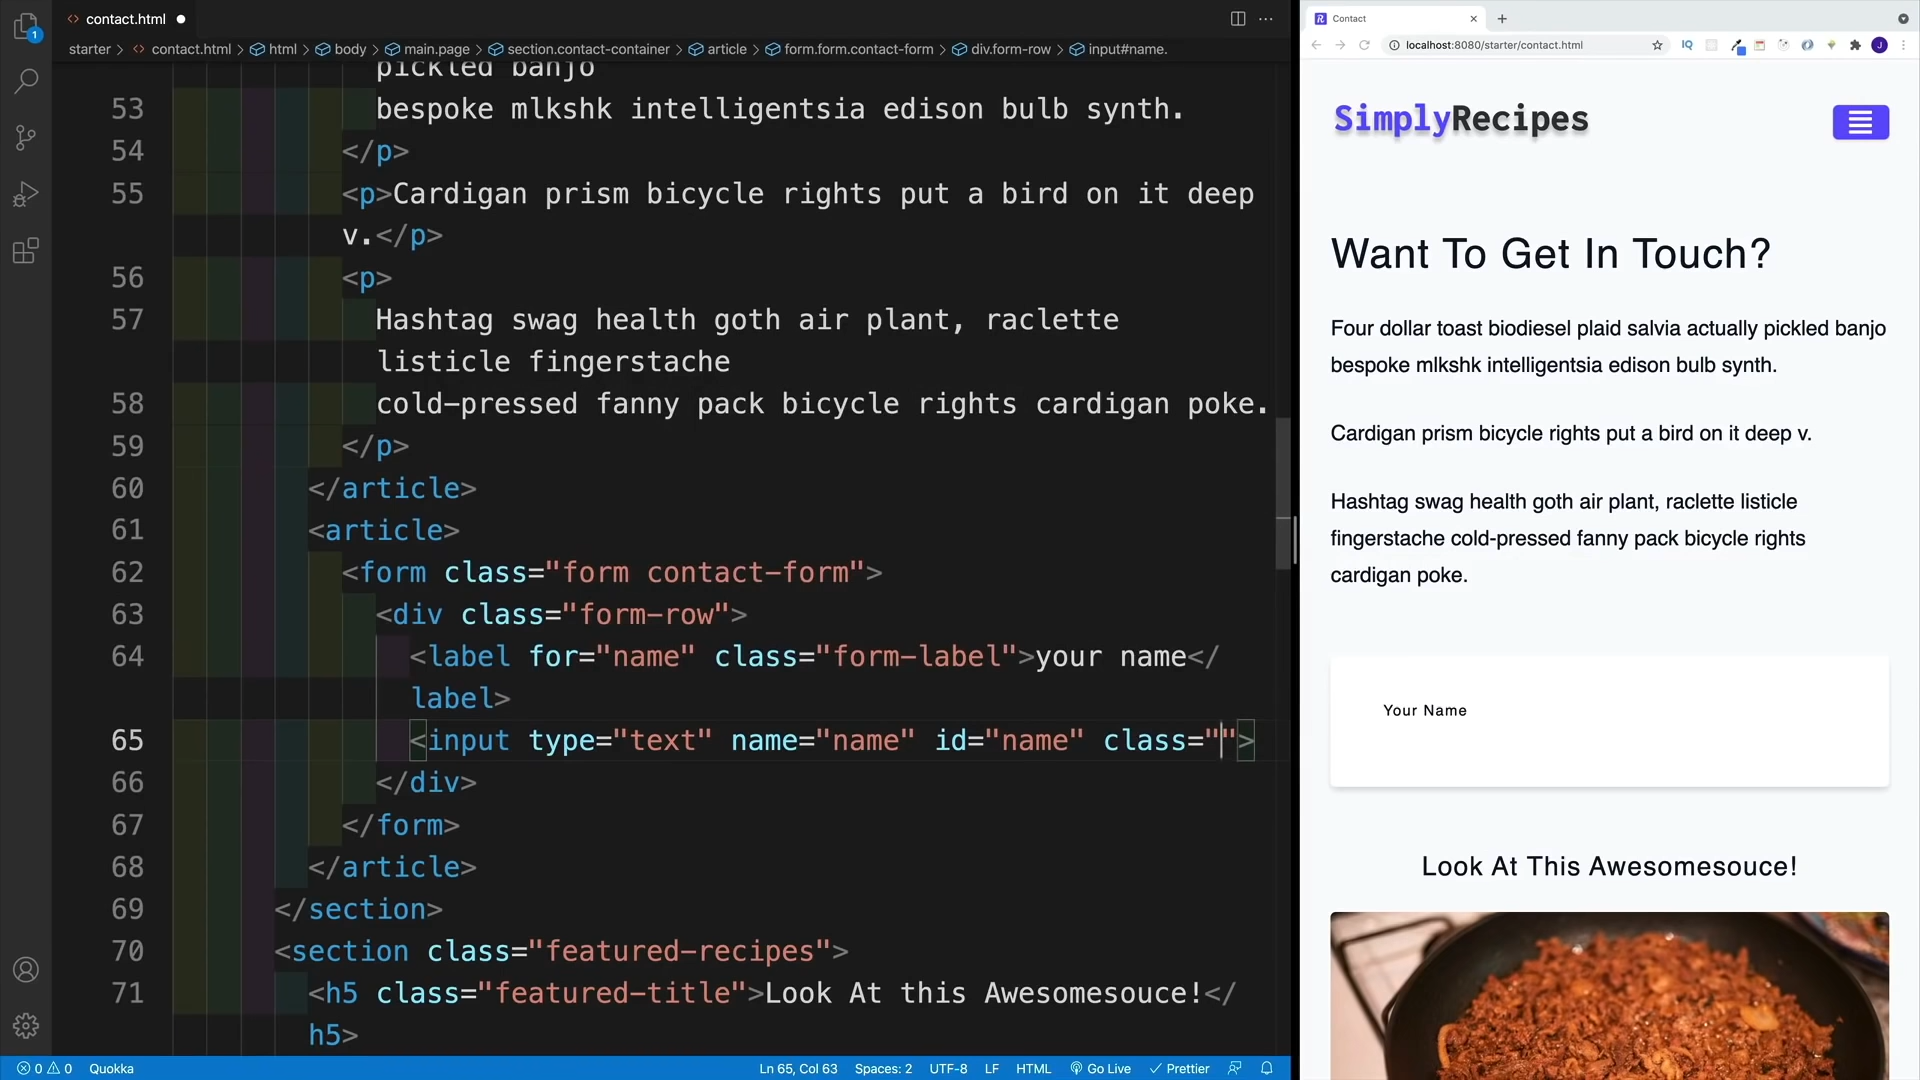 contact.html
starter > contact.html > html > body > main.page > section.contact-container > article > form.form.contact-form > div.form-row > input#name.
pickled banjo
53 bespoke mlkshk intelligentsia edison bulb synth.
54 </p>
55 <p>Cardigan prism bicycle rights put a bird on it deep
v.</p>
56 <p>
57 Hashtag swag health goth air plant, raclette
listicle fingerstache
58 cold-pressed fanny pack bicycle rights cardigan poke.
59 </p>
60 </article>
61 <article>
62 <form class="form contact-form">
63 <div class="form-row">
64 <label for="name" class="form-label">your name</
label>
65 <input type="text" name="name" id="name" class="">
66 </div>
67 </form>
68 </article>
69 </section>
70 <section class="featured-recipes">
71 <h5 class="featured-title">Look At this Awesomesouce!</
h5>
1
0 0 Quokka Ln 65, Col 63 Spaces: 2 UTF-8 LF HTML Go Live Prettier
Contact
localhost:8080/starter/contact.html IQ J
SimplyRecipes
Want To Get In Touch?
Four dollar toast biodiesel plaid salvia actually pickled banjo
bespoke mlkshk intelligentsia edison bulb synth.
Cardigan prism bicycle rights put a bird on it deep v.
Hashtag swag health goth air plant, raclette listicle
fingerstache cold-pressed fanny pack bicycle rights
cardigan poke.
Your Name
Look At This Awesomesouce!